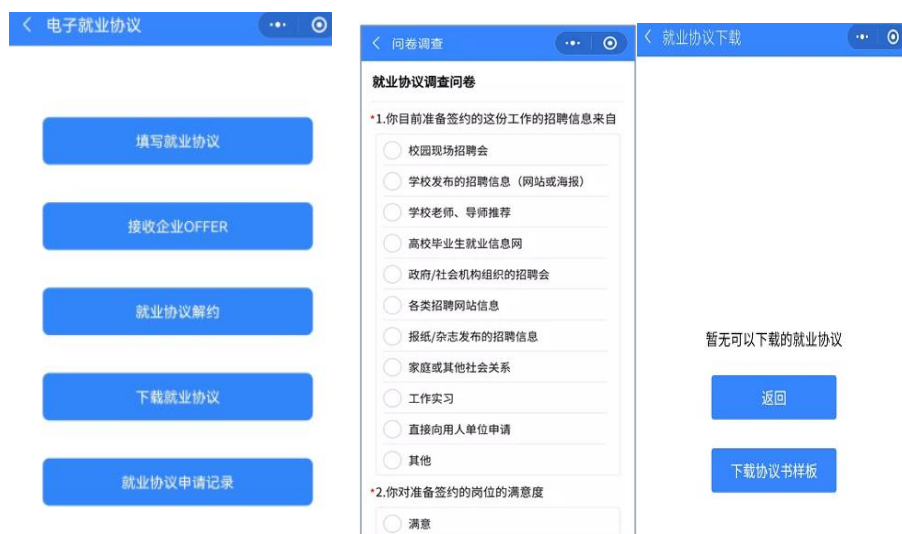 电子就业协议
填写就业协议
接收企业OFFER
就业协议解约
下载就业协议
就业协议申请记录
问卷调查
就业协议调查问卷
*1.你目前准备签约的这份工作的招聘信息来自
校园现场招聘会
学校发布的招聘信息（网站或海报）
学校老师、导师推荐
高校毕业生就业信息网
政府/社会机构组织的招聘会
各类招聘网站信息
报纸/杂志发布的招聘信息
家庭或其他社会关系
工作实习
直接向用人单位申请
其他
*2.你对准备签约的岗位的满意度
满意
就业协议下载
暂无可以下载的就业协议
返回
下载协议书样板